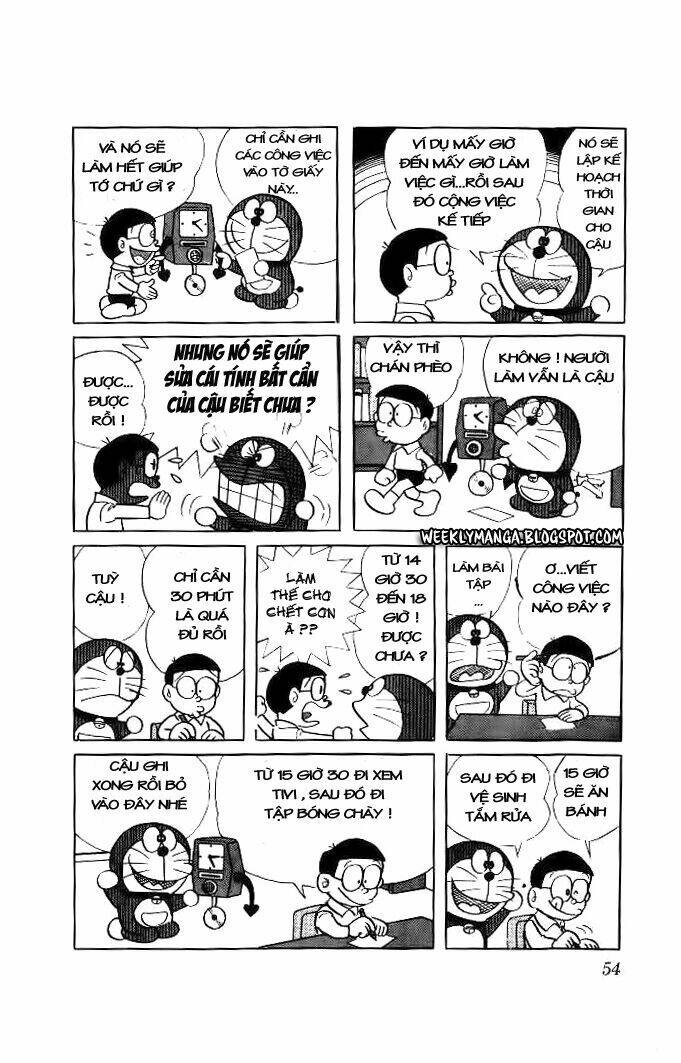 NÓ SẼ
LẬP KẾ
HOẠCH
THỜI
GIAN
CHO
CẬU
VÍ DỤ MẤY GIỜ
ĐẾN MẤY GIỜ LÀM
VIỆC GÌ...RỒI SAU
ĐÓ CỘNG VIỆC
KẾ TIẾP
CHỈ CẦN GHI
CÁC CÔNG VIỆC
VÀO TỜ GIẤY
NÀY..
VÀ NÓ SẼ
LÀM HẾT GIÚP
TỚ CHỨ GÌ ?
KHÔNG ! NGƯỜI
LÀM VẪN LÀ CẬU
VẬY THÌ
CHÁN PHÈO
NHƯNG NÓ SẼ GIÚP
SỬA CÁI TÍNH BẤT CẨN
CỦA CẬU BIẾT CHƯA ?
ĐƯỢC...
ĐƯỢC
RỒI !
WEEKLYMANGA.BLOGSPOT.COM
Ơ...VIẾT
CÔNG VIỆC
NÀO ĐÂY ?
LÀM BÀI
TẬP
...
TỪ 14
GIỜ 30
ĐẾN 18
GIỜ !
ĐƯỢC
CHƯA ?
LÀM
THẾ CHO
CHẾT CON
À ??
CHỈ CẦN
30 PHÚT
LÀ QUÁ
ĐỦ RỒI
TUỲ
CẬU !
15 GIỜ
SẼ ĂN
BÁNH
SAU ĐÓ ĐI
VỆ SINH
TẮM RỬA
TỪ 15 GIỜ 30 ĐI XEM
TIVI , SAU ĐÓ ĐI
TẬP BÓNG CHÀY !
CẬU GHI
XONG RỒI BỎ
VÀO ĐÂY NHÉ
54